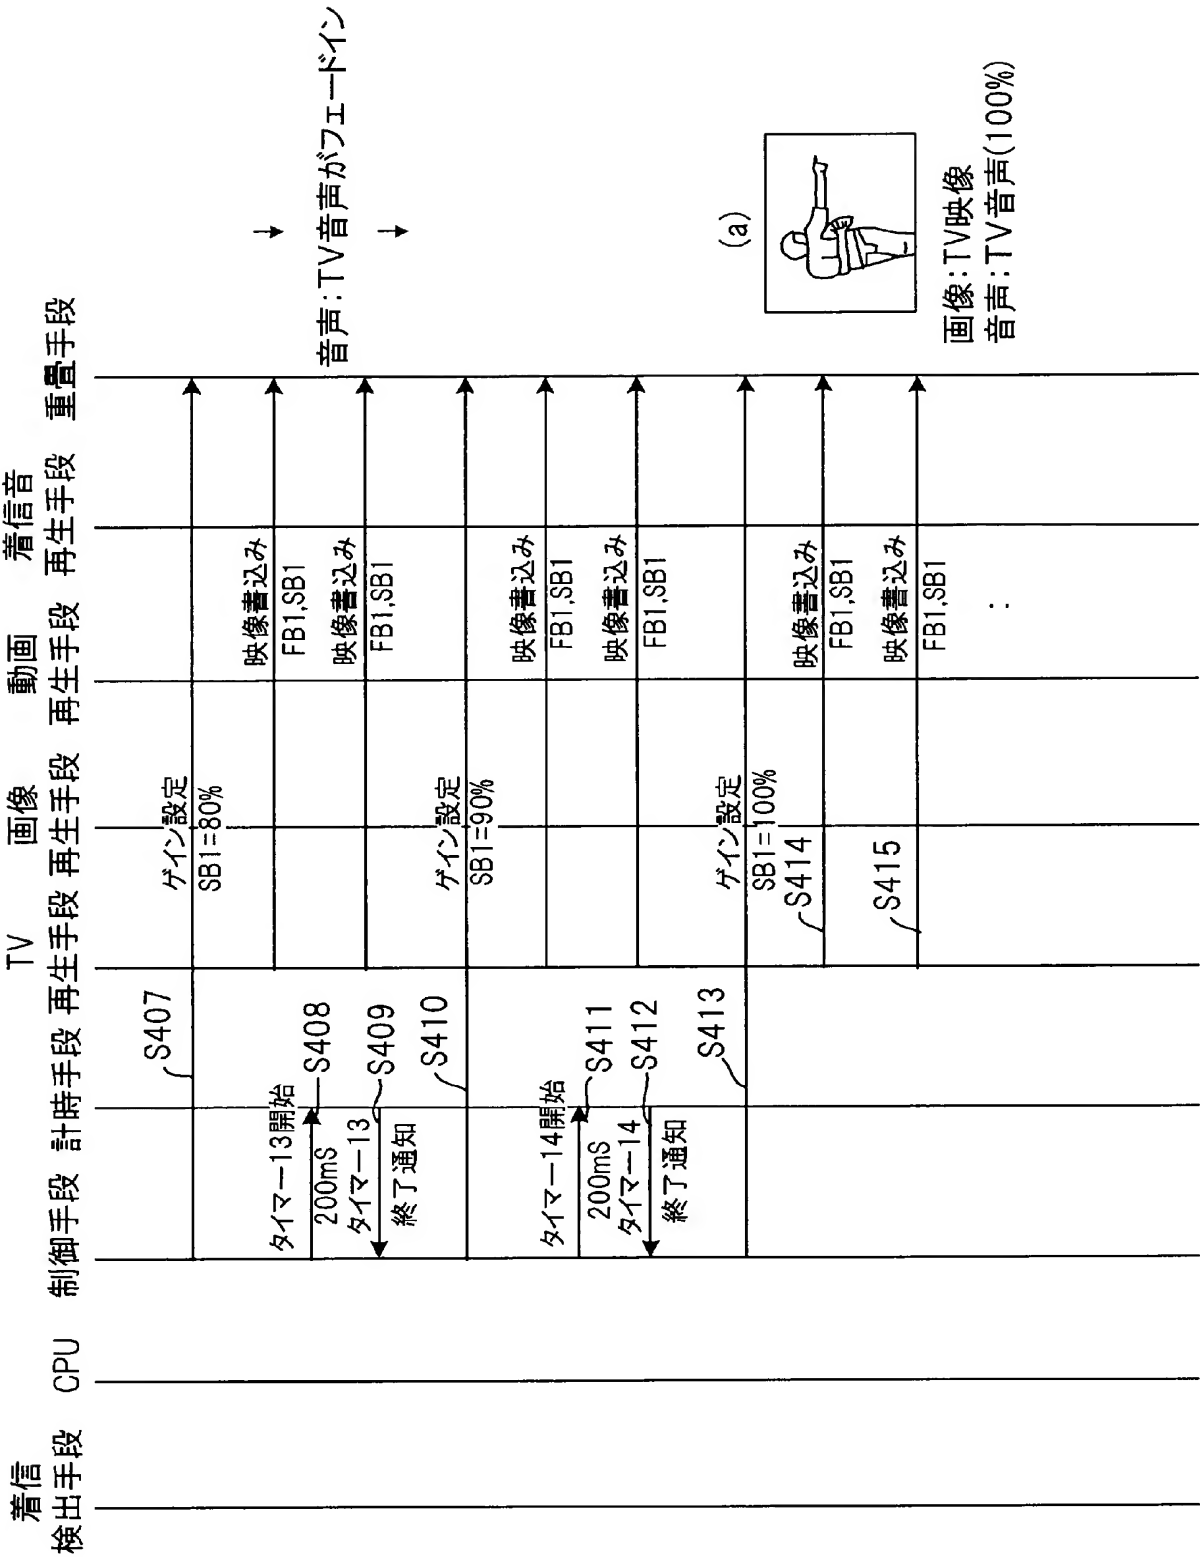 着信
検出手段
CPU
制御手段
計時手段
TV
再生手段
画像
再生手段
動画
再生手段
着信音
再生手段
重畳手段
S407
ゲイン設定
SB1=80%
映像書込み
FB1,SB1
タイマー13開始
S408
200mS
映像書込み
FB1,SB1
タイマー13
終了通知
S409
S410
ゲイン設定
SB1=90%
映像書込み
FB1,SB1
タイマー14開始
S411
200mS
映像書込み
FB1,SB1
タイマー14
終了通知
S412
S413
ゲイン設定
SB1=100%
S414
映像書込み
FB1,SB1
S415
映像書込み
FB1,SB1
:
↓
音声:TV音声がフェードイン
↓
(a)
画像:TV映像
音声:TV音声(100%)